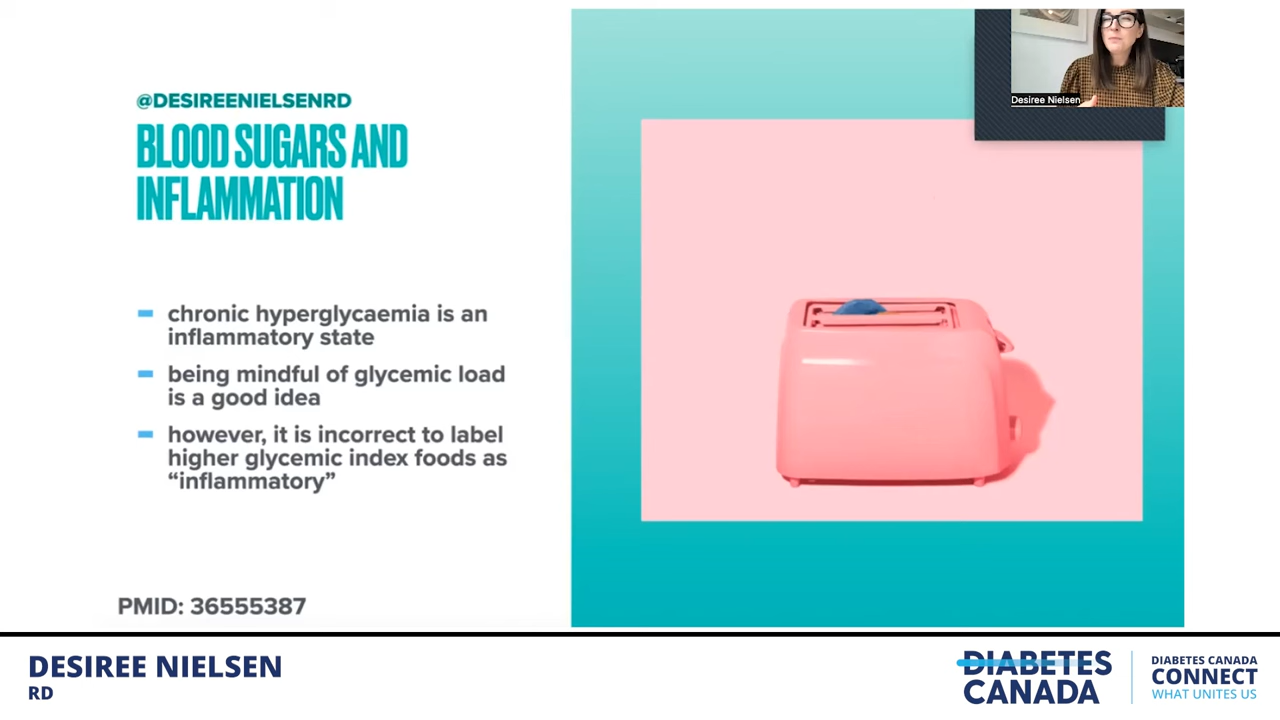 @DESIREENIELSENRD
BLOOD SUGARS AND
INFLAMMATION
chronic hyperglycaemia is an
inflammatory state
being mindful of glycemic load
is a good idea
however, it is incorrect to label
higher glycemic index foods as
“inflammatory”
PMID: 36555387
Desiree Nielsen
DESIREE NIELSEN
RD
DIABETES
CANADA
DIABETES CANADA
CONNECT
WHAT UNITES US